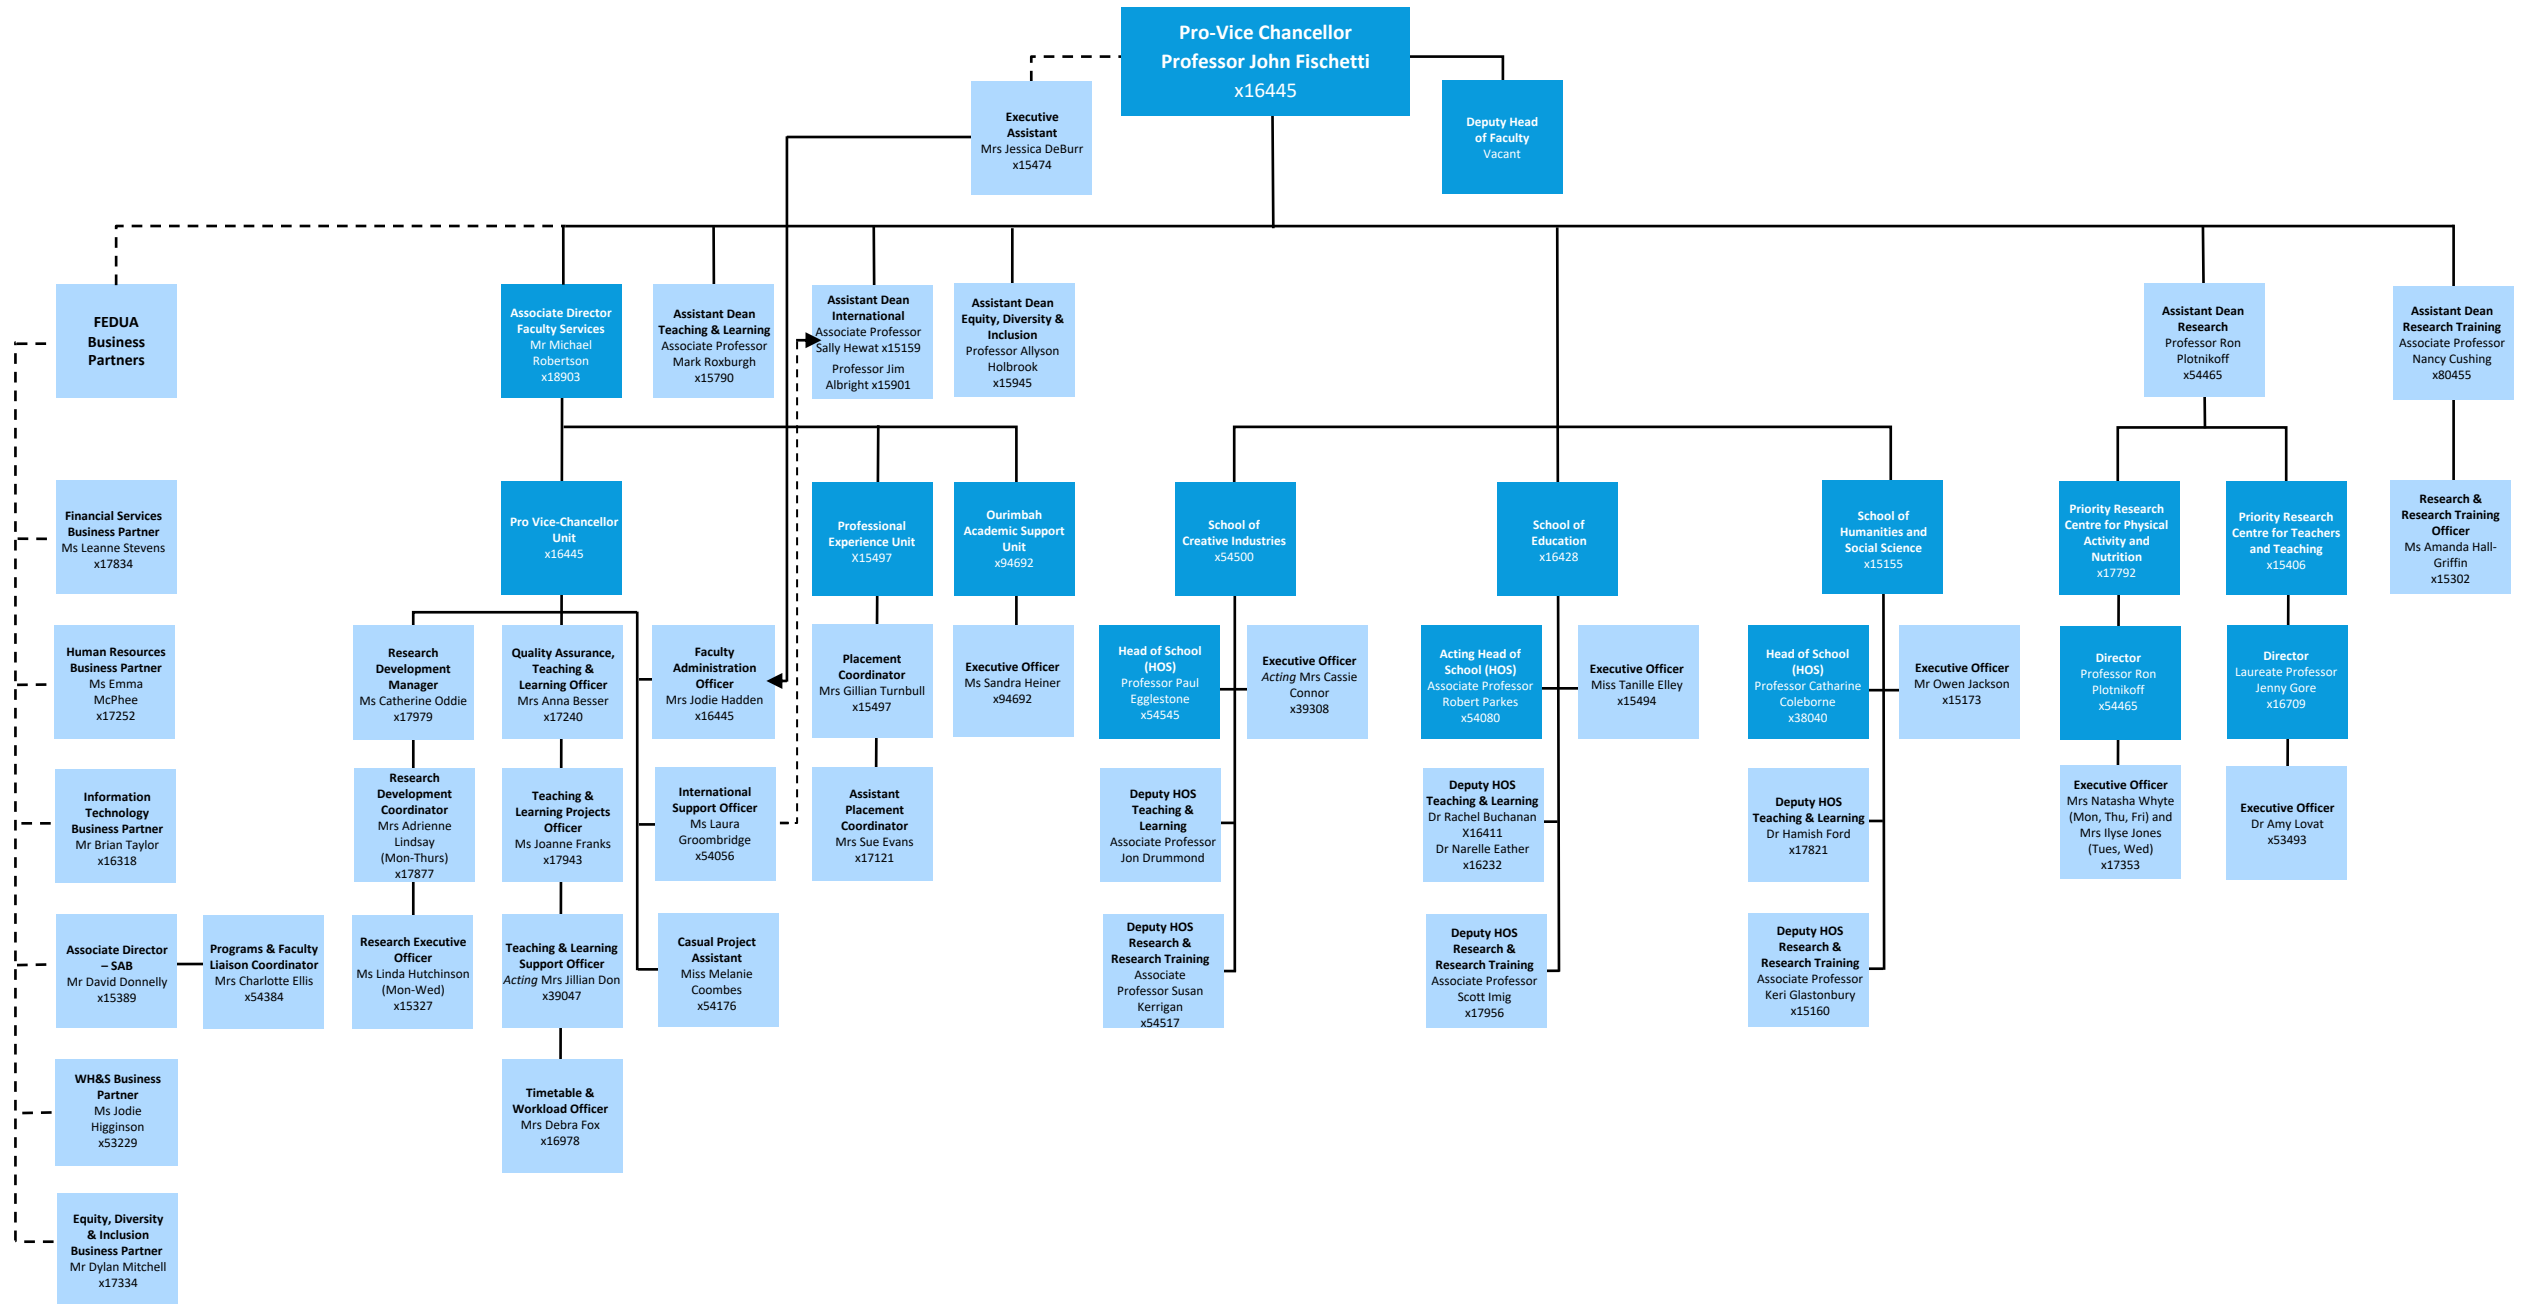 Pro-Vice Chancellor
Professor John Fischetti
x16445
Executive
Assistant
Mrs Jessica DeBurr
x15474
Deputy Head
of Faculty
Vacant
FEDUA
Business
Partners
Associate Director
Faculty Services
Mr Michael
Robertson
x18903
Assistant Dean
Teaching & Learning
Associate Professor
Mark Roxburgh
x15790
Assistant Dean
International
Associate Professor
Sally Hewat x15159
Professor Jim
Albright x15901
Assistant Dean
Equity, Diversity &
Inclusion
Professor Allyson
Holbrook
x15945
Assistant Dean
Research
Professor Ron
Plotnikoff
x54465
Assistant Dean
Research Training
Associate Professor
Nancy Cushing
x80455
Financial Services
Business Partner
Ms Leanne Stevens
x17834
Pro Vice-Chancellor
Unit
x16445
Professional
Experience Unit
X15497
Ourimbah
Academic Support
Unit
x94692
School of
Creative Industries
x54500
School of
Education
x16428
School of
Humanities and
Social Science
x15155
Priority Research
Centre for Physical
Activity and
Nutrition
x17792
Priority Research
Centre for Teachers
and Teaching
x15406
Research &
Research Training
Officer
Ms Amanda Hall-
Griffin
x15302
Human Resources
Business Partner
Ms Emma
McPhee
x17252
Research
Development
Manager
Ms Catherine Oddie
x17979
Quality Assurance,
Teaching &
Learning Officer
Mrs Anna Besser
x17240
Faculty
Administration
Officer
Mrs Jodie Hadden
x16445
Placement
Coordinator
Mrs Gillian Turnbull
x15497
Executive Officer
Ms Sandra Heiner
x94692
Head of School
(HOS)
Professor Paul
Egglestone
x54545
Executive Officer
Acting Mrs Cassie
Connor
x39308
Acting Head of
School (HOS)
Associate Professor
Robert Parkes
x54080
Executive Officer
Miss Tanille Elley
x15494
Head of School
(HOS)
Professor Catharine
Coleborne
x38040
Executive Officer
Mr Owen Jackson
x15173
Director
Professor Ron
Plotnikoff
x54465
Director
Laureate Professor
Jenny Gore
x16709
Information
Technology
Business Partner
Mr Brian Taylor
x16318
Research
Development
Coordinator
Mrs Adrienne
Lindsay
(Mon-Thurs)
x17877
Teaching &
Learning Projects
Officer
Ms Joanne Franks
x17943
International
Support Officer
Ms Laura
Groombridge
x54056
Assistant
Placement
Coordinator
Mrs Sue Evans
x17121
Deputy HOS
Teaching &
Learning
Associate Professor
Jon Drummond
Deputy HOS
Teaching & Learning
Dr Rachel Buchanan
X16411
Dr Narelle Eather
x16232
Deputy HOS
Teaching & Learning
Dr Hamish Ford
x17821
Executive Officer
Mrs Natasha Whyte
(Mon, Thu, Fri) and
Mrs Ilyse Jones
(Tues, Wed)
x17353
Executive Officer
Dr Amy Lovat
x53493
Associate Director
– SAB
Mr David Donnelly
x15389
Programs & Faculty
Liaison Coordinator
Mrs Charlotte Ellis
x54384
Research Executive
Officer
Ms Linda Hutchinson
(Mon-Wed)
x15327
Teaching & Learning
Support Officer
Acting Mrs Jillian Don
x39047
Casual Project
Assistant
Miss Melanie
Coombes
x54176
Deputy HOS
Research &
Research Training
Associate
Professor Susan
Kerrigan
x54517
Deputy HOS
Research &
Research Training
Associate Professor
Scott Imig
x17956
Deputy HOS
Research &
Research Training
Associate Professor
Keri Glastonbury
x15160
WH&S Business
Partner
Ms Jodie
Higginson
x53229
Timetable &
Workload Officer
Mrs Debra Fox
x16978
Equity, Diversity
& Inclusion
Business Partner
Mr Dylan Mitchell
x17334